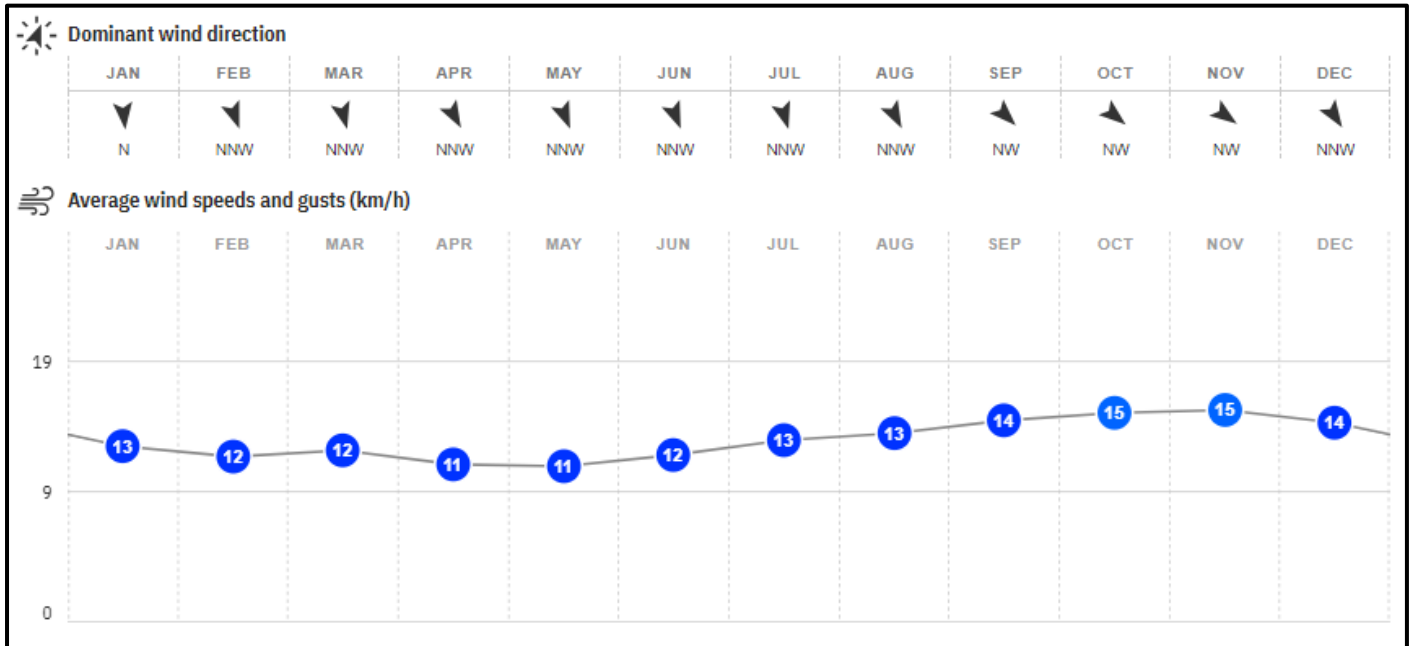 Dominant wind direction
JAN FEB MAR APR MAY JUN JUL AUG SEP OCT NOV DEC
N NNW NNW NNW NNW NNW NNW NNW NW NW NW NNW
Average wind speeds and gusts (km/h)
JAN FEB MAR APR MAY JUN JUL AUG SEP OCT NOV DEC
19
13 12 12 11 11 12 13 13 14 15 15 14
9
0